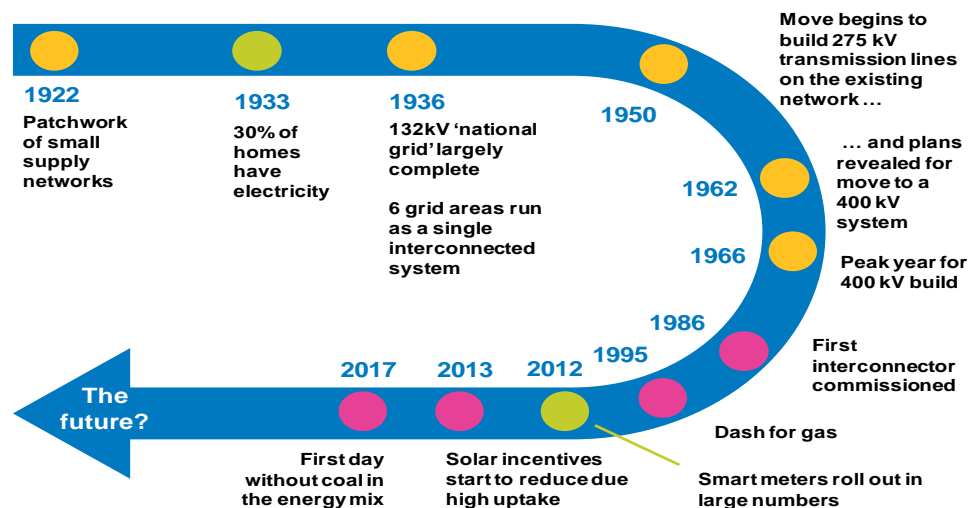 1922
Patchwork
of small
supply
networks
1933
30% of
homes
have
electricity
1936
132kV ‘national
grid’ largely
complete
6 grid areas run
as a single
interconnected
system
1950
Move begins to
build 275 kV
transmission lines
on the existing
network …
1962
… and plans
revealed for
move to a
400 kV
system
1966
Peak year for
400 kV build
1986
First
interconnector
commissioned
1995
Dash for gas
2012
Smart meters roll out in
large numbers
2013
Solar incentives
start to reduce due
high uptake
2017
First day
without coal in
the energy mix
The
future?